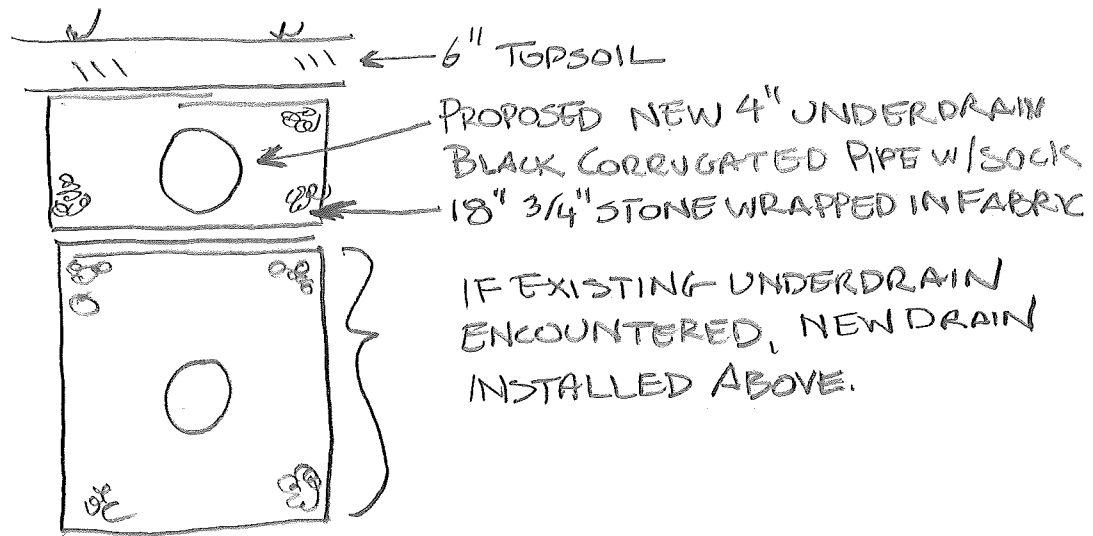 6" TOPSOIL
PROPOSED NEW 4" UNDERDRAIN
BLACK CORRUGATED PIPE W/SOCK
18" 3/4" STONE WRAPPED IN FABRIC
IF EXISTING UNDERDRAIN
ENCOUNTERED, NEW DRAIN
INSTALLED ABOVE.